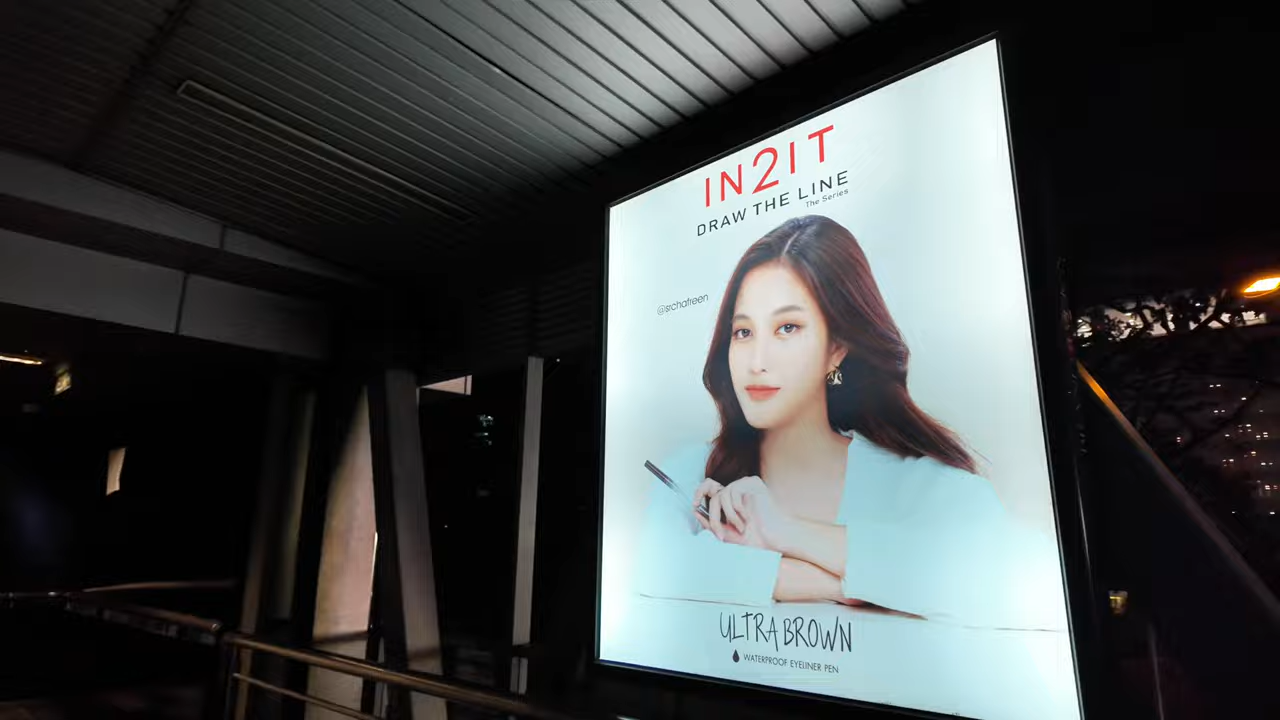 IN2IT
DRAW THE LINE
The Series
@srchafreen
ULTRA BROWN
WATERPROOF EYELINER PEN